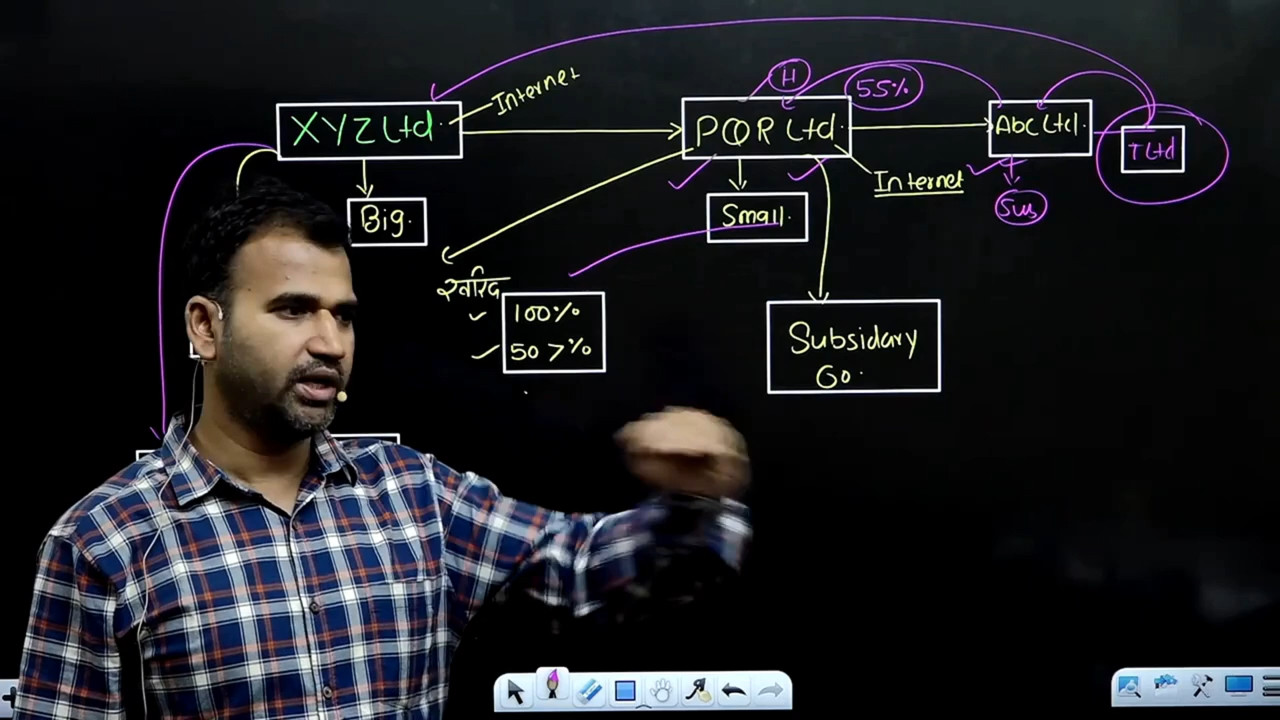 XYZ Ltd.
Internet
H
PQR Ltd.
55%
Abc Ltd.
T Ltd
Internet
Sus
Big.
Small.
खरिद
100%
50 >%
Subsidary
Co.